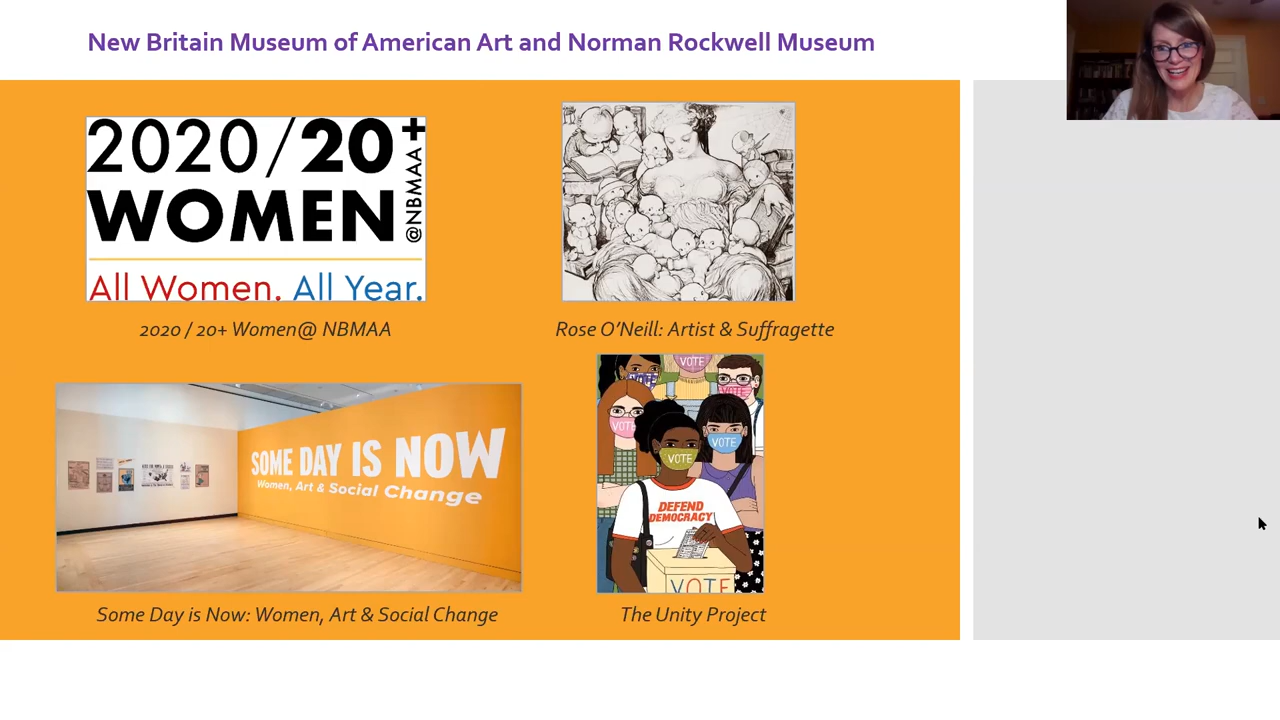 New Britain Museum of American Art and Norman Rockwell Museum
2020/20+
WOMEN
@NBMAA
All Women. All Year.
2020 / 20+ Women@ NBMAA
Rose O'Neill: Artist & Suffragette
SOME DAY IS NOW
Women, Art & Social Change
Some Day is Now: Women, Art & Social Change
VOTE
VOTE
VOTE
VOTE
VOTE
VOTE
DEFEND
DEMOCRACY
VOTE
The Unity Project